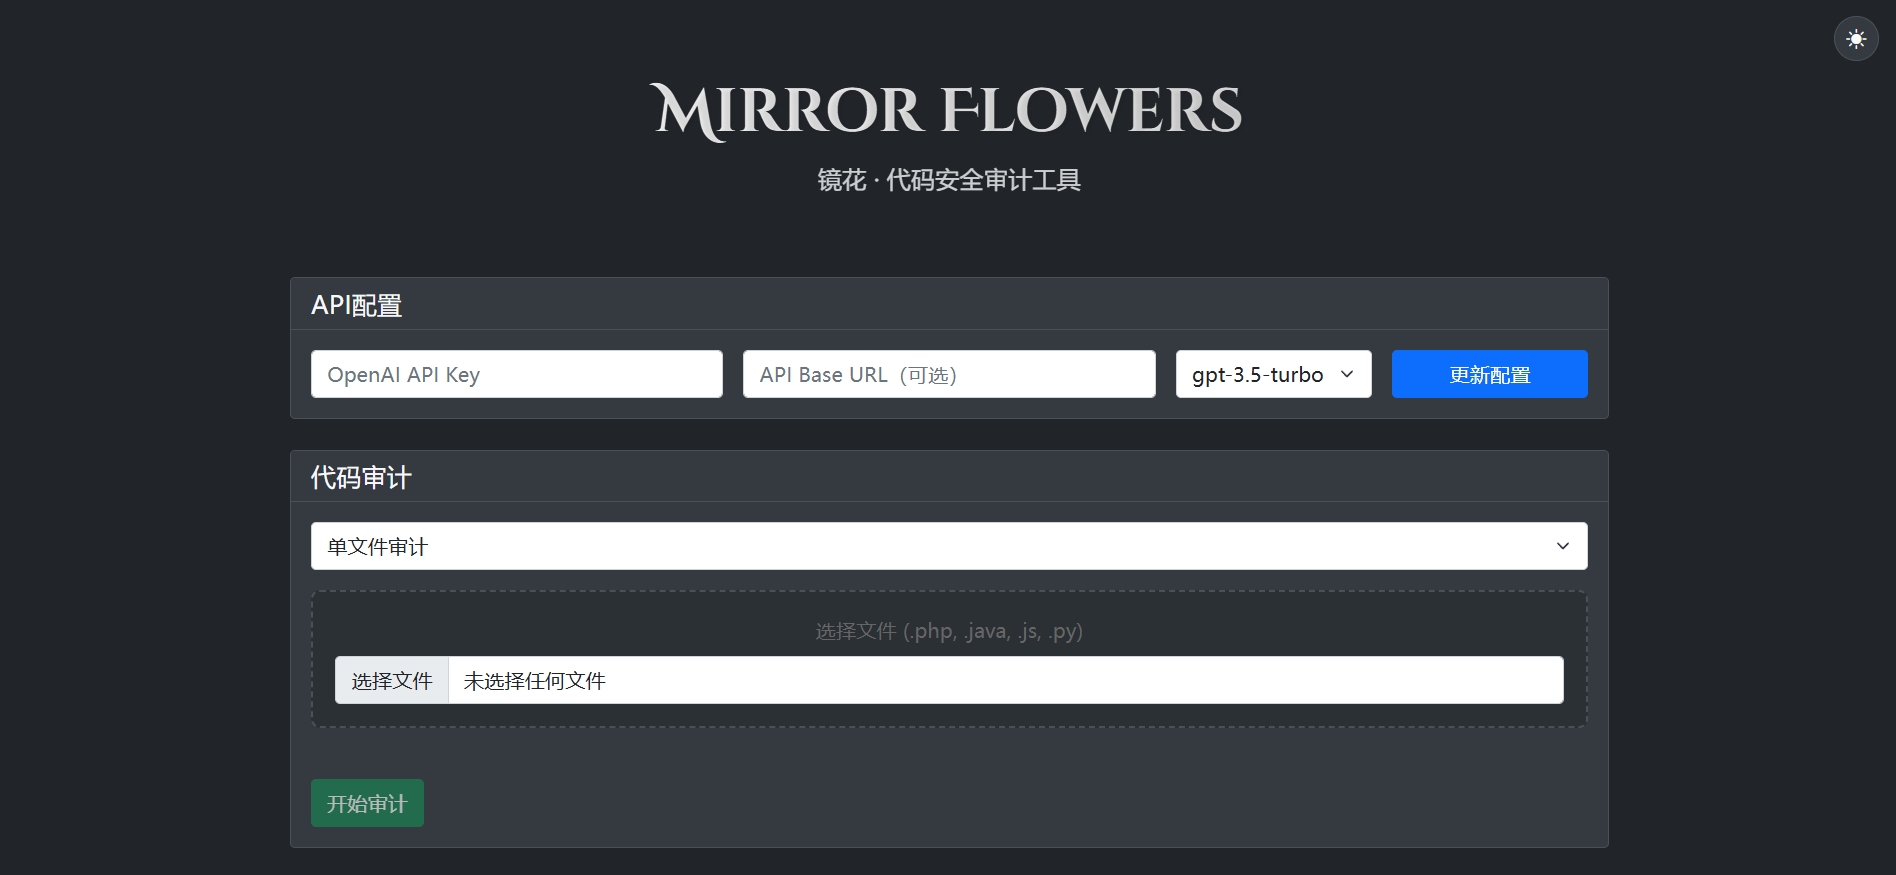 MIRROR FLOWERS
镜花 · 代码安全审计工具
API配置
OpenAI API Key
API Base URL（可选）
gpt-3.5-turbo
更新配置
代码审计
单文件审计
选择文件 (.php, .java, .js, .py)
选择文件
未选择任何文件
开始审计